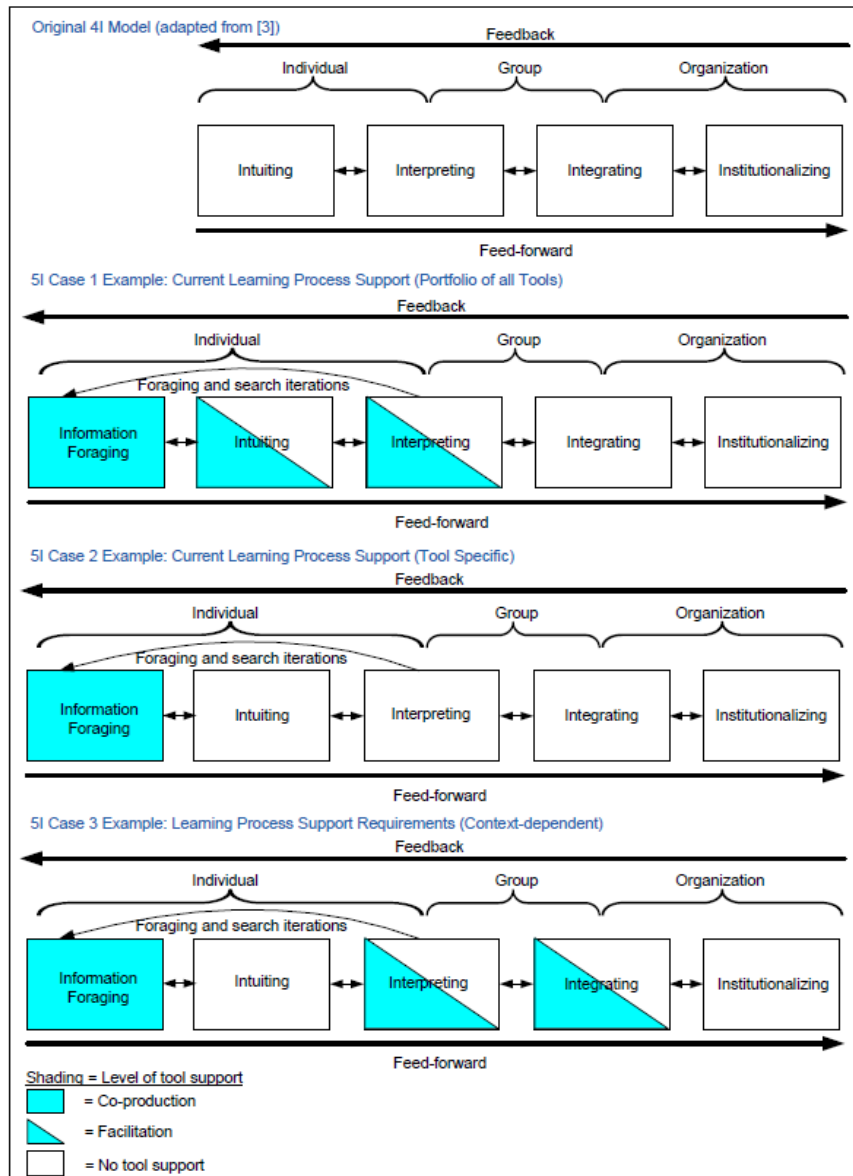 Original 4I Model (adapted from [3])
Feedback
Individual
Group
Organization
Intuiting
Interpreting
Integrating
Institutionalizing
Feed-forward
5I Case 1 Example: Current Learning Process Support (Portfolio of all Tools)
Feedback
Individual
Group
Organization
Foraging and search iterations
Information
Foraging
Intuiting
Interpreting
Integrating
Institutionalizing
Feed-forward
5I Case 2 Example: Current Learning Process Support (Tool Specific)
Feedback
Individual
Group
Organization
Foraging and search iterations
Information
Foraging
Intuiting
Interpreting
Integrating
Institutionalizing
Feed-forward
5I Case 3 Example: Learning Process Support Requirements (Context-dependent)
Feedback
Individual
Group
Organization
Foraging and search iterations
Information
Foraging
Intuiting
Interpreting
Integrating
Institutionalizing
Feed-forward
Shading = Level of tool support
= Co-production
= Facilitation
= No tool support